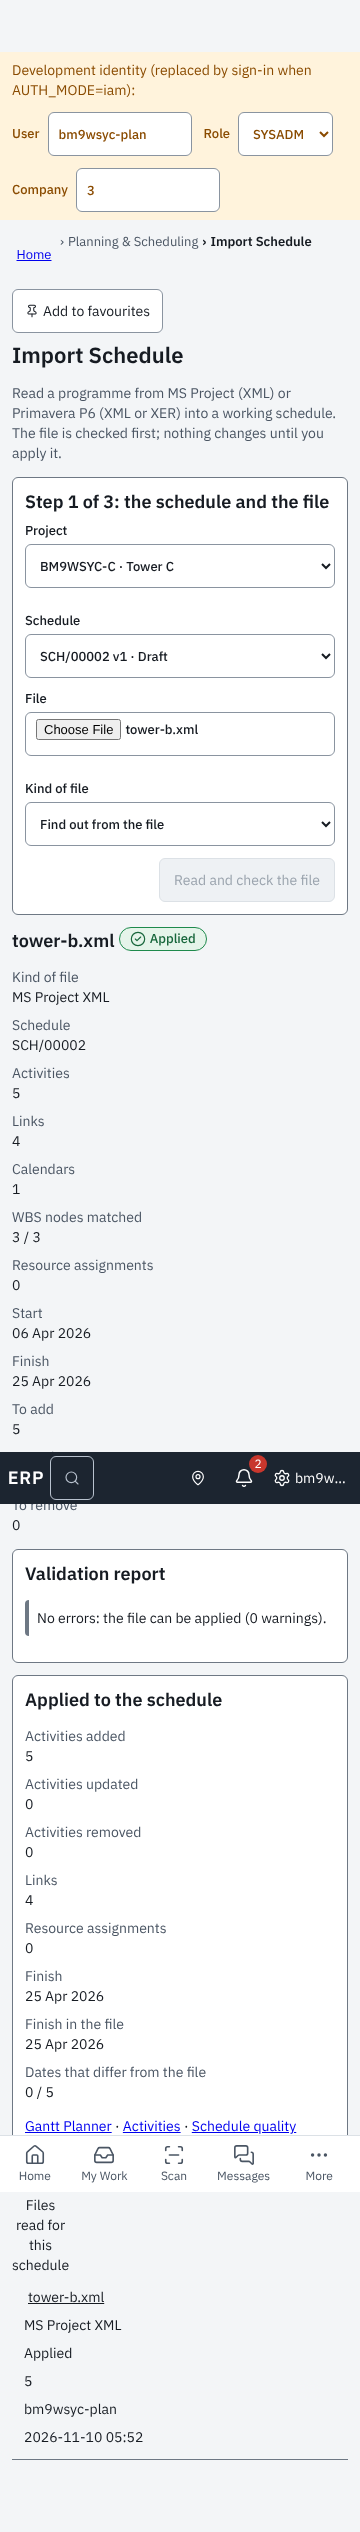 Development identity (replaced by sign-in when
AUTH_MODE=iam):
User bm9wsyc-plan Role SYSADM
Company 3
Home › Planning & Scheduling › Import Schedule
Add to favourites
Import Schedule
Read a programme from MS Project (XML) or
Primavera P6 (XML or XER) into a working schedule.
The file is checked first; nothing changes until you
apply it.
Step 1 of 3: the schedule and the file
Project
BM9WSYC-C · Tower C
Schedule
SCH/00002 v1 · Draft
File
Choose File tower-b.xml
Kind of file
Find out from the file
Read and check the file
tower-b.xml Applied
Kind of file
MS Project XML
Schedule
SCH/00002
Activities
5
Links
4
Calendars
1
WBS nodes matched
3 / 3
Resource assignments
0
Start
06 Apr 2026
Finish
25 Apr 2026
To add
5
ERP 2 bm9w...
To remove
0
Validation report
No errors: the file can be applied (0 warnings).
Applied to the schedule
Activities added
5
Activities updated
0
Activities removed
0
Links
4
Resource assignments
0
Finish
25 Apr 2026
Finish in the file
25 Apr 2026
Dates that differ from the file
0 / 5
Gantt Planner · Activities · Schedule quality
Home My Work Scan Messages More
Files
read for
this
schedule
tower-b.xml
MS Project XML
Applied
5
bm9wsyc-plan
2026-11-10 05:52